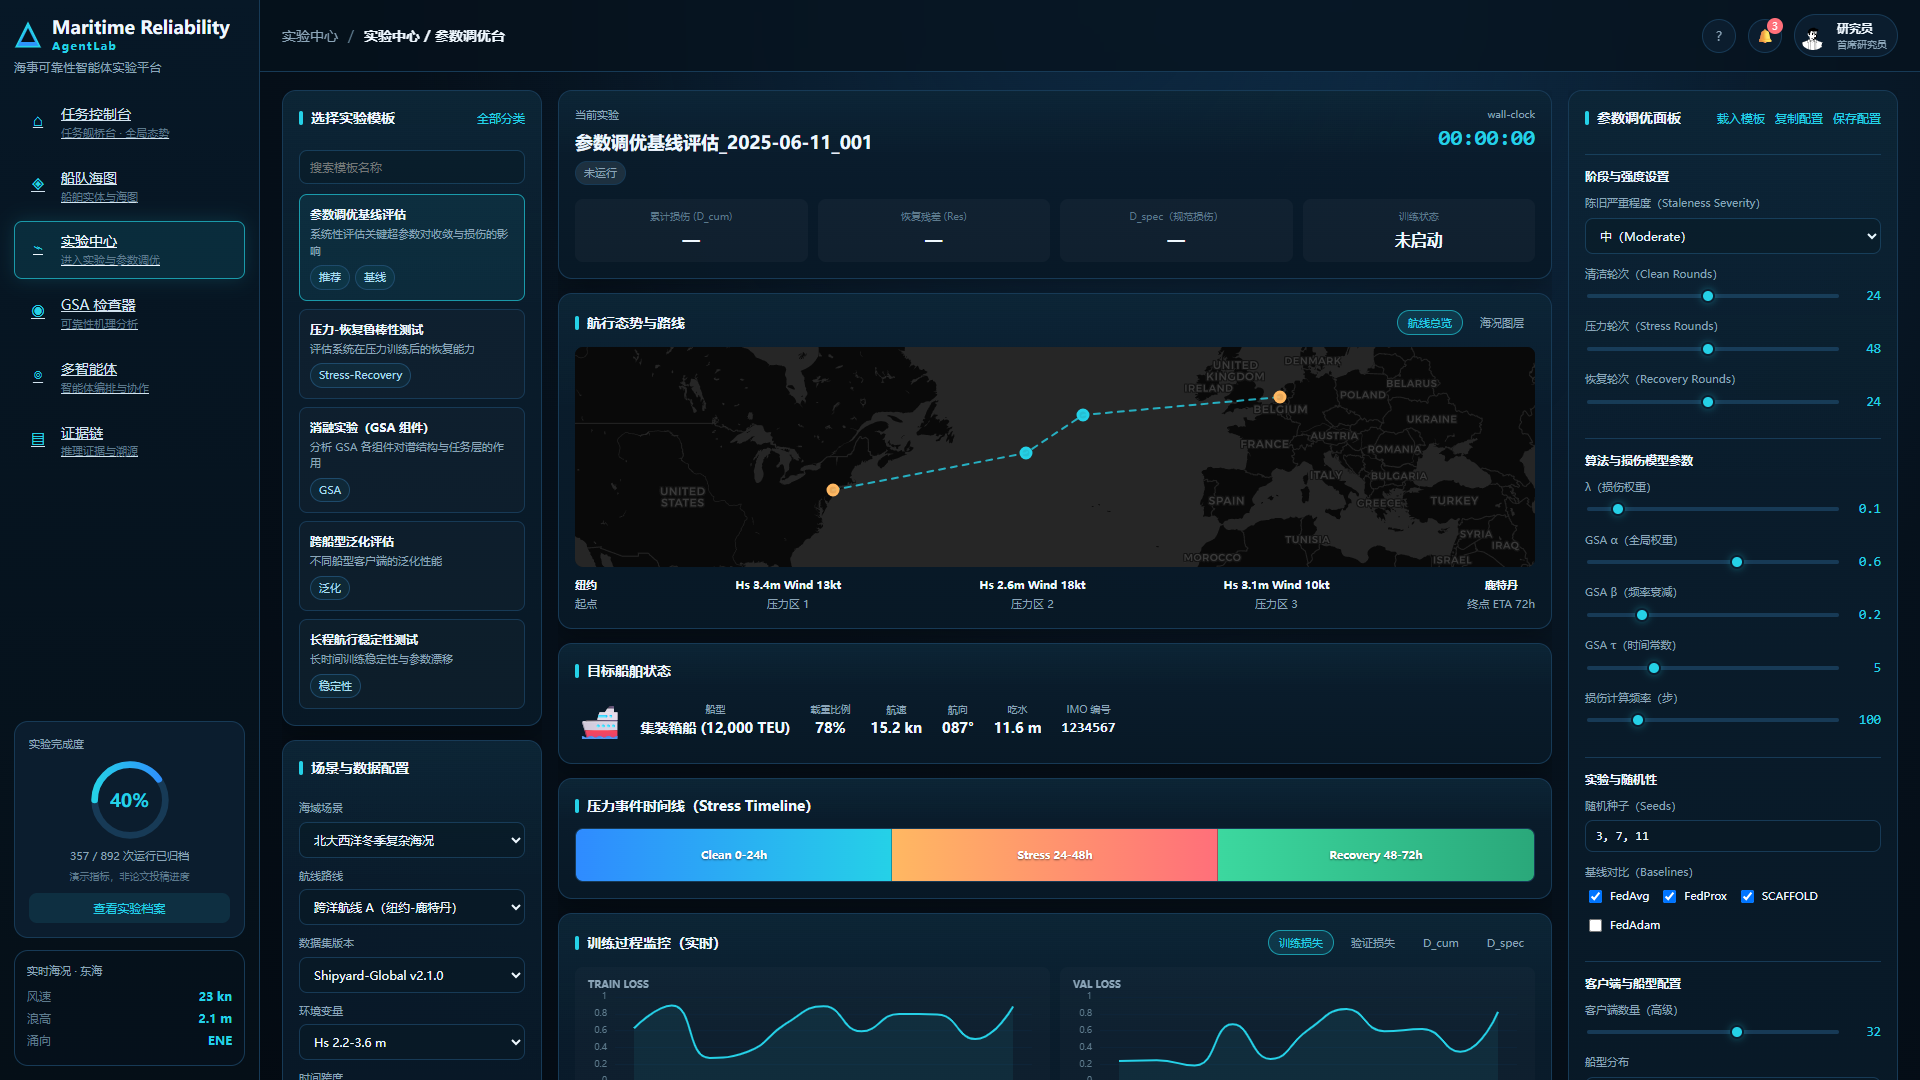 Maritime Reliability
AgentLab
海事可靠性智能体实验平台
任务控制台
任务舰桥台 · 全局态势
船队海图
船舶实体与海图
实验中心
进入实验与参数调优
GSA 检查器
可靠性机理分析
多智能体
智能体编排与协作
证据链
推理证据与溯源
实验完成度
40%
357 / 892 次运行已归档
演示指标，非论文投稿进度
查看实验档案
实时海况 · 东海
风速 23 kn
浪高 2.1 m
涌向 ENE
实验中心 / 实验中心 / 参数调优台
?
3
研究员
首席研究员
选择实验模板 全部分类
搜索模板名称
参数调优基线评估
系统性评估关键超参数对收敛与损伤的影
响
推荐 基线
压力-恢复鲁棒性测试
评估系统在压力训练后的恢复能力
Stress-Recovery
消融实验（GSA 组件）
分析 GSA 各组件对谱结构与任务层的作
用
GSA
跨船型泛化评估
不同船型客户端的泛化性能
泛化
长程航行稳定性测试
长时间训练稳定性与参数漂移
稳定性
场景与数据配置
海域场景
北大西洋冬季复杂海况
航线路线
跨洋航线 A（纽约-鹿特丹）
数据集版本
Shipyard-Global v2.1.0
环境变量
Hs 2.2-3.6 m
时间跨度
当前实验
参数调优基线评估_2025-06-11_001
未运行
wall-clock
00:00:00
累计损伤 (D_cum)
—
恢复残差 (Res)
—
D_spec（规范损伤）
—
训练状态
未启动
航行态势与路线 航线总览 海况图层
UNITED
STATES
UNITED
KINGDOM
IRELAND
DENMARK
BELARUS
POLAND
BELGIUM
UKRAINE
FRANCE
AUSTRIA
ROMANIA
ITALY
BULGARIA
SPAIN
GREECE
TURKEY
TUNISIA
SYRIA
IRAQ
MOROCCO
ISRAEL
纽约
起点
Hs 3.4m Wind 13kt
压力区 1
Hs 2.6m Wind 18kt
压力区 2
Hs 3.1m Wind 10kt
压力区 3
鹿特丹
终点 ETA 72h
目标船舶状态
船型
集装箱船 (12,000 TEU)
载重比例
78%
航速
15.2 kn
航向
087°
吃水
11.6 m
IMO 编号
1234567
压力事件时间线（Stress Timeline）
Clean 0-24h
Stress 24-48h
Recovery 48-72h
训练过程监控（实时） 训练损失 验证损失 D_cum D_spec
TRAIN LOSS
1
0.8
0.6
0.4
0.2
0
VAL LOSS
1
0.8
0.6
0.4
0.2
0
参数调优面板 载入模板 复制配置 保存配置
阶段与强度设置
陈旧严重程度（Staleness Severity）
中（Moderate）
清洁轮次（Clean Rounds）
24
压力轮次（Stress Rounds）
48
恢复轮次（Recovery Rounds）
24
算法与损伤模型参数
λ（损伤权重）
0.1
GSA α（全局权重）
0.6
GSA β（频率衰减）
0.2
GSA τ（时间常数）
5
损伤计算频率（步）
100
实验与随机性
随机种子（Seeds）
3, 7, 11
基线对比（Baselines）
FedAvg FedProx SCAFFOLD
FedAdam
客户端与船型配置
客户端数量（高级）
32
船型分布